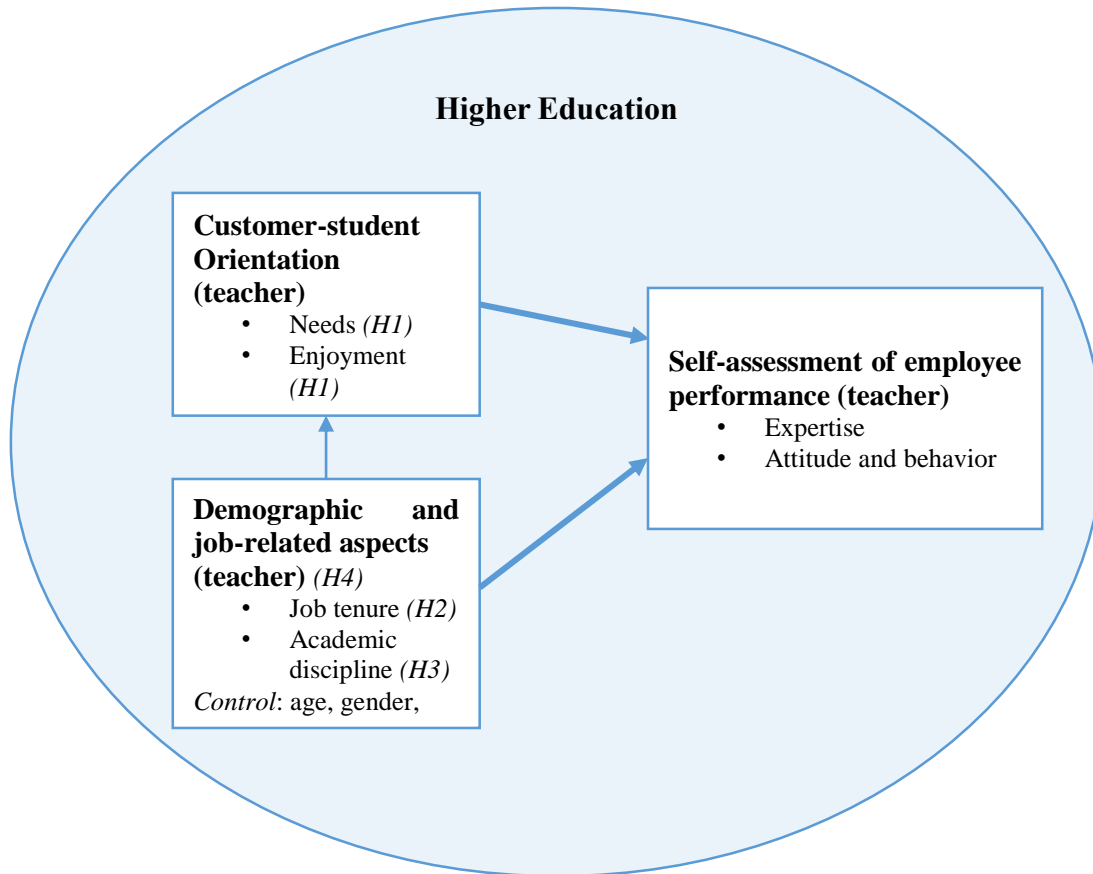 Higher Education
Customer-student
Orientation
(teacher)
• Needs (H1)
• Enjoyment
(H1)
Demographic and
job-related aspects
(teacher) (H4)
• Job tenure (H2)
• Academic
discipline (H3)
Control: age, gender,
Self-assessment of employee
performance (teacher)
• Expertise
• Attitude and behavior